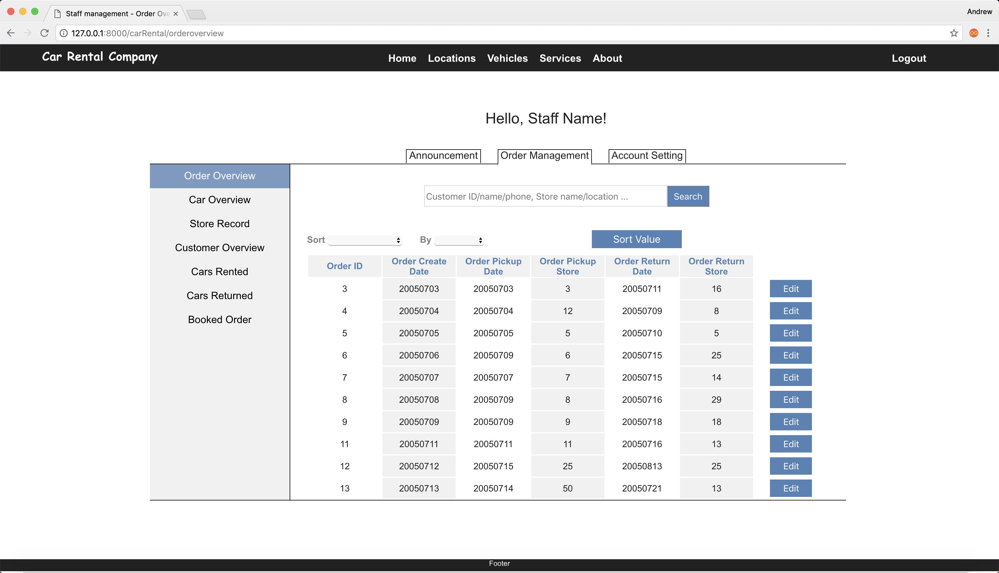 Staff management - Order Ove
Andrew
127.0.0.1:8000/carRental/orderoverview
Car Rental Company Home Locations Vehicles Services About Logout
Hello, Staff Name!
Announcement Order Management Account Setting
Order Overview
Car Overview
Store Record
Customer Overview
Cars Rented
Cars Returned
Booked Order
Customer ID/name/phone, Store name/location ... Search
Sort By Sort Value
Order ID Order Create Date Order Pickup Date Order Pickup Store Order Return Date Order Return Store
3 20050703 20050703 3 20050711 16 Edit
4 20050704 20050704 12 20050709 8 Edit
5 20050705 20050705 5 20050710 5 Edit
6 20050706 20050709 6 20050715 25 Edit
7 20050707 20050707 7 20050715 14 Edit
8 20050708 20050709 8 20050716 29 Edit
9 20050709 20050709 9 20050718 18 Edit
11 20050711 20050711 11 20050716 13 Edit
12 20050712 20050715 25 20050813 25 Edit
13 20050713 20050714 50 20050721 13 Edit
Footer